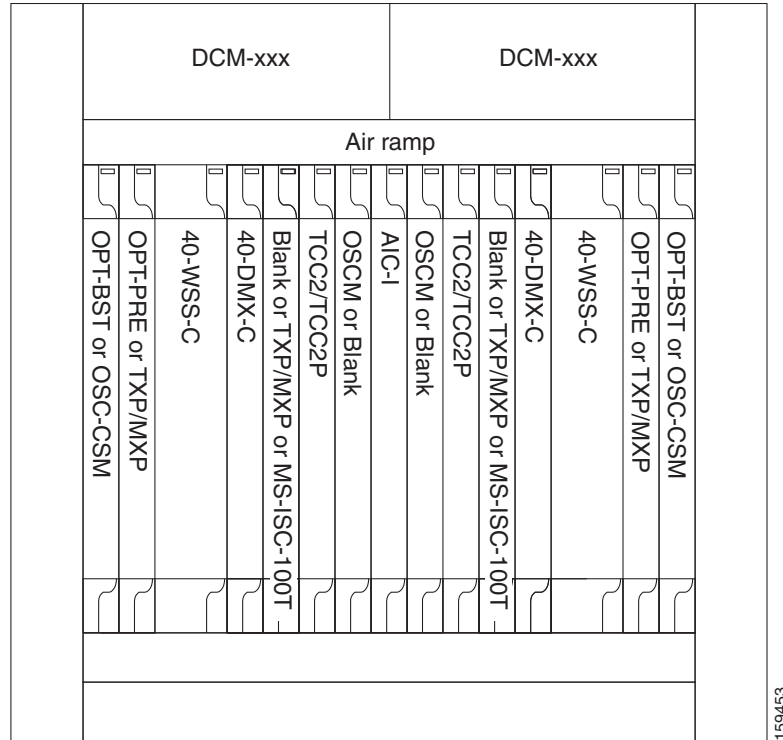 DCM-xxx
DCM-xxx
Air ramp
OPT-BST or OSC-CSM
OPT-PRE or TXP/MXP
40-WSS-C
40-DMX-C
Blank or TXP/MXP or MS-ISC-100T
TCC2/TCC2P
OSCM or Blank
AIC-I
OSCM or Blank
TCC2/TCC2P
Blank or TXP/MXP or MS-ISC-100T
40-DMX-C
40-WSS-C
OPT-PRE or TXP/MXP
OPT-BST or OSC-CSM
159453